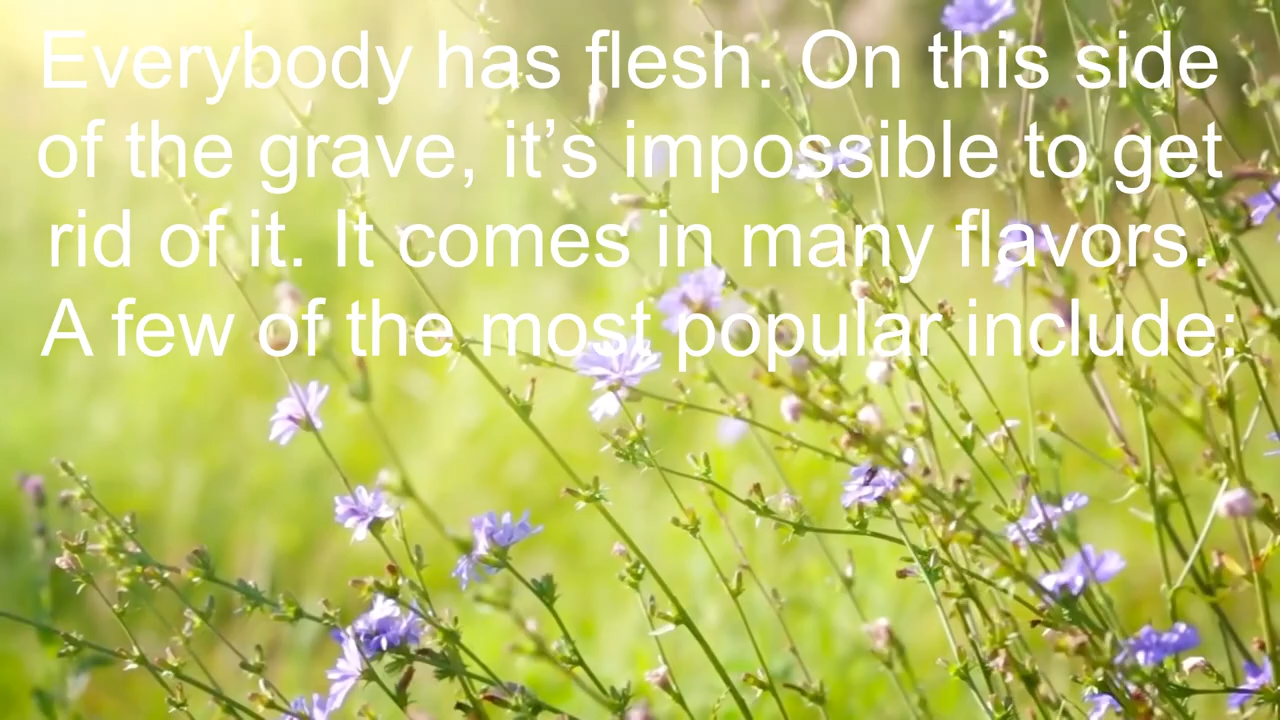 Everybody has flesh. On this side
of the grave, it’s impossible to get
rid of it. It comes in many flavors.
A few of the most popular include: